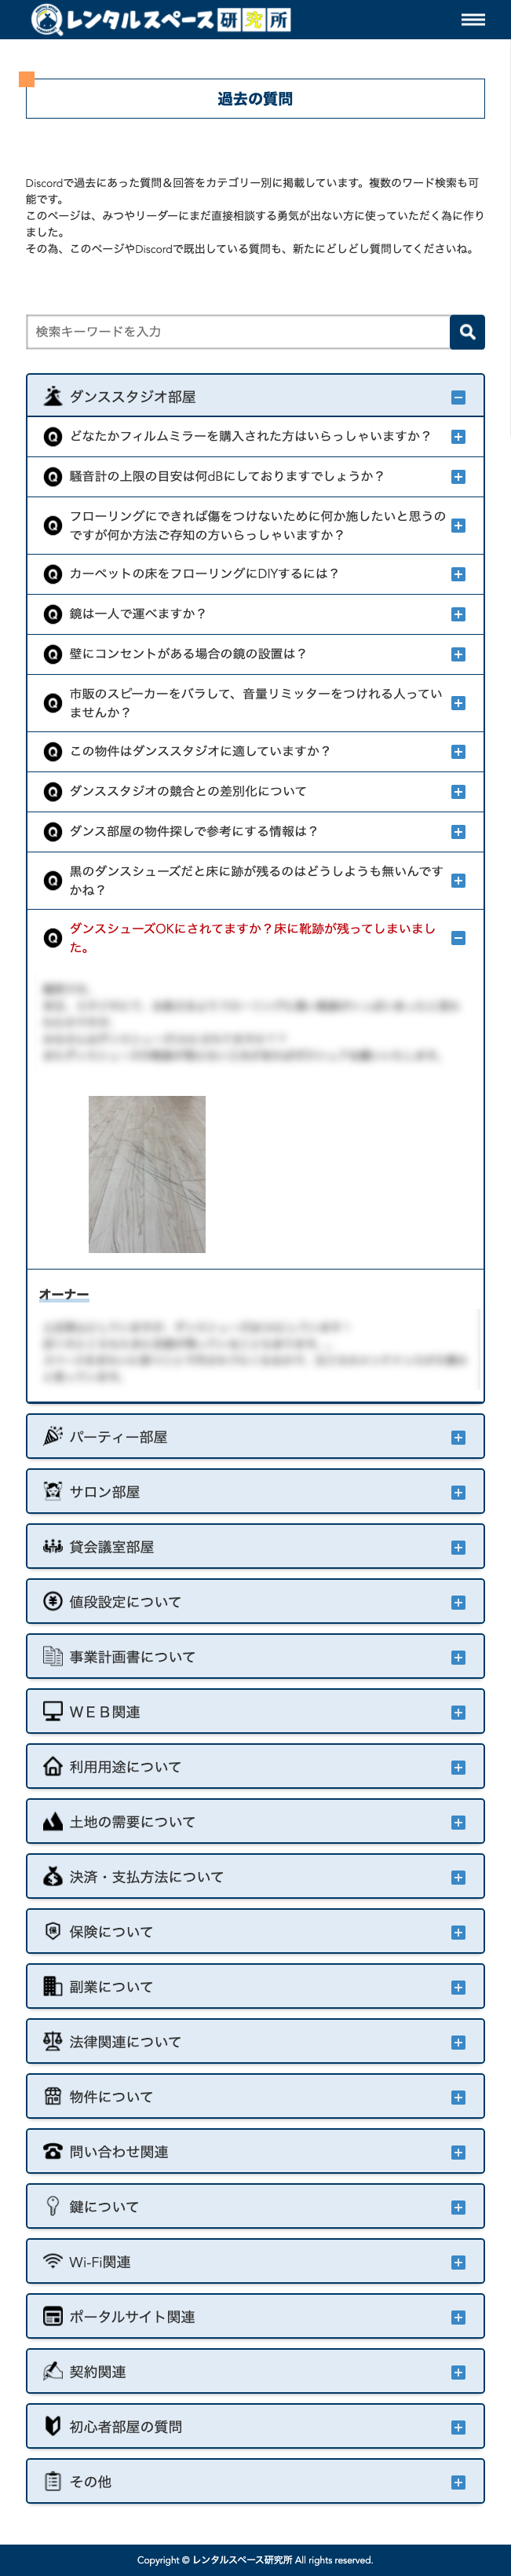 レンタルスペース研究所
過去の質問
Discordで過去にあった質問＆回答をカテゴリー別に掲載しています。複数のワード検索も可
能です。
このページは、みつやリーダーにまだ直接相談する勇気が出ない方に使っていただく為に作り
ました。
その為、このページやDiscordで既出している質問も、新たにどしどし質問してくださいね。
検索キーワードを入力
ダンススタジオ部屋
Q どなたかフィルムミラーを購入された方はいらっしゃいますか？
Q 騒音計の上限の目安は何dBにしておりますでしょうか？
Q フローリングにできれば傷をつけないために何か施したいと思うの
ですが何か方法ご存知の方いらっしゃいますか？
Q カーペットの床をフローリングにDIYするには？
Q 鏡は一人で運べますか？
Q 壁にコンセントがある場合の鏡の設置は？
Q 市販のスピーカーをバラして、音量リミッターをつけれる人ってい
ませんか？
Q この物件はダンススタジオに適していますか？
Q ダンススタジオの競合との差別化について
Q ダンス部屋の物件探しで参考にする情報は？
Q 黒のダンスシューズだと床に跡が残るのはどうしようも無いんです
かね？
Q ダンスシューズOKにされてますか？床に靴跡が残ってしまいまし
た。
オーナー
パーティー部屋
サロン部屋
貸会議室部屋
¥ 値段設定について
事業計画書について
ＷＥＢ関連
利用用途について
土地の需要について
$ 決済・支払方法について
保 保険について
副業について
法律関連について
物件について
問い合わせ関連
鍵について
Wi-Fi関連
ポータルサイト関連
契約関連
初心者部屋の質問
その他
Copyright © レンタルスペース研究所 All rights reserved.